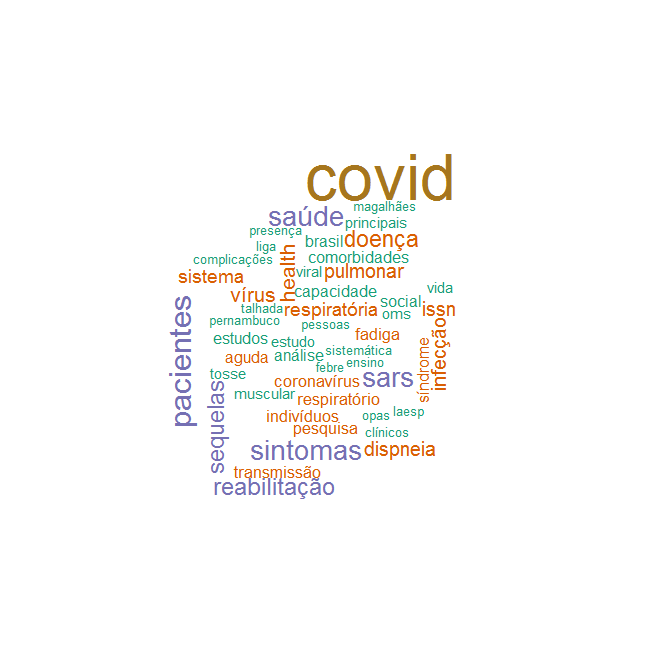 covid
magalhães
saúde
principais
presença
brasil
doença
liga
health
comorbidades
complicações
viral
pulmonar
sistema
capacidade
vida
vírus
social
talhada
respiratória
oms
issn
pernambuco
pessoas
pacientes
estudos
estudo
fadiga
infecção
aguda
análise
sistemática
síndrome
febre
ensino
tosse
coronavírus
sars
muscular
respiratório
sequelas
indivíduos
opas
laesp
pesquisa
clínicos
sintomas
dispneia
transmissão
reabilitação